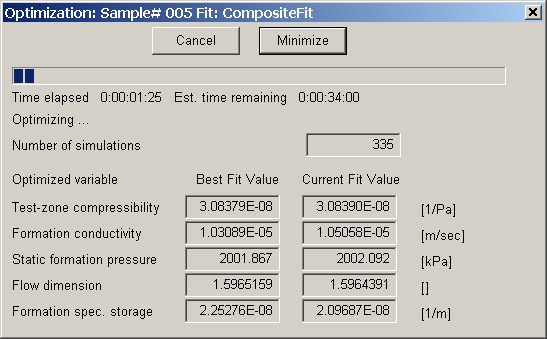 Optimization: Sample# 005 Fit: CompositeFit
Cancel Minimize
Time elapsed 0:00:01:25 Est. time remaining 0:00:34:00
Optimizing ...
Number of simulations 335
Optimized variable Best Fit Value Current Fit Value
Test-zone compressibility 3.08379E-08 3.08390E-08 [1/Pa]
Formation conductivity 1.03089E-05 1.05058E-05 [m/sec]
Static formation pressure 2001.867 2002.092 [kPa]
Flow dimension 1.5965159 1.5964391 []
Formation spec. storage 2.25276E-08 2.09687E-08 [1/m]